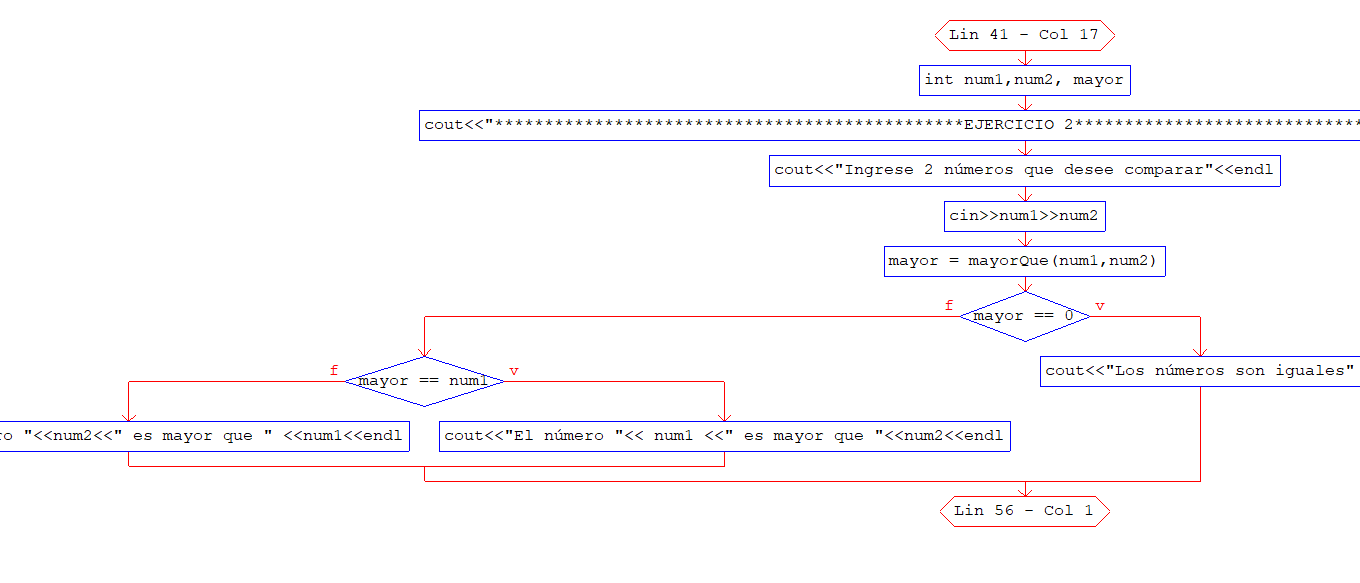 Lin 41 - Col 17
int num1,num2, mayor
cout<<"***********************************************EJERCICIO 2*****************************
cout<<"Ingrese 2 números que desee comparar"<<endl
cin>>num1>>num2
mayor = mayorQue(num1,num2)
f
mayor == 0
v
cout<<"Los números son iguales"
f
mayor == num1
v
ro "<<num2<<" es mayor que " <<num1<<endl
cout<<"El número "<< num1 <<" es mayor que "<<num2<<endl
Lin 56 - Col 1